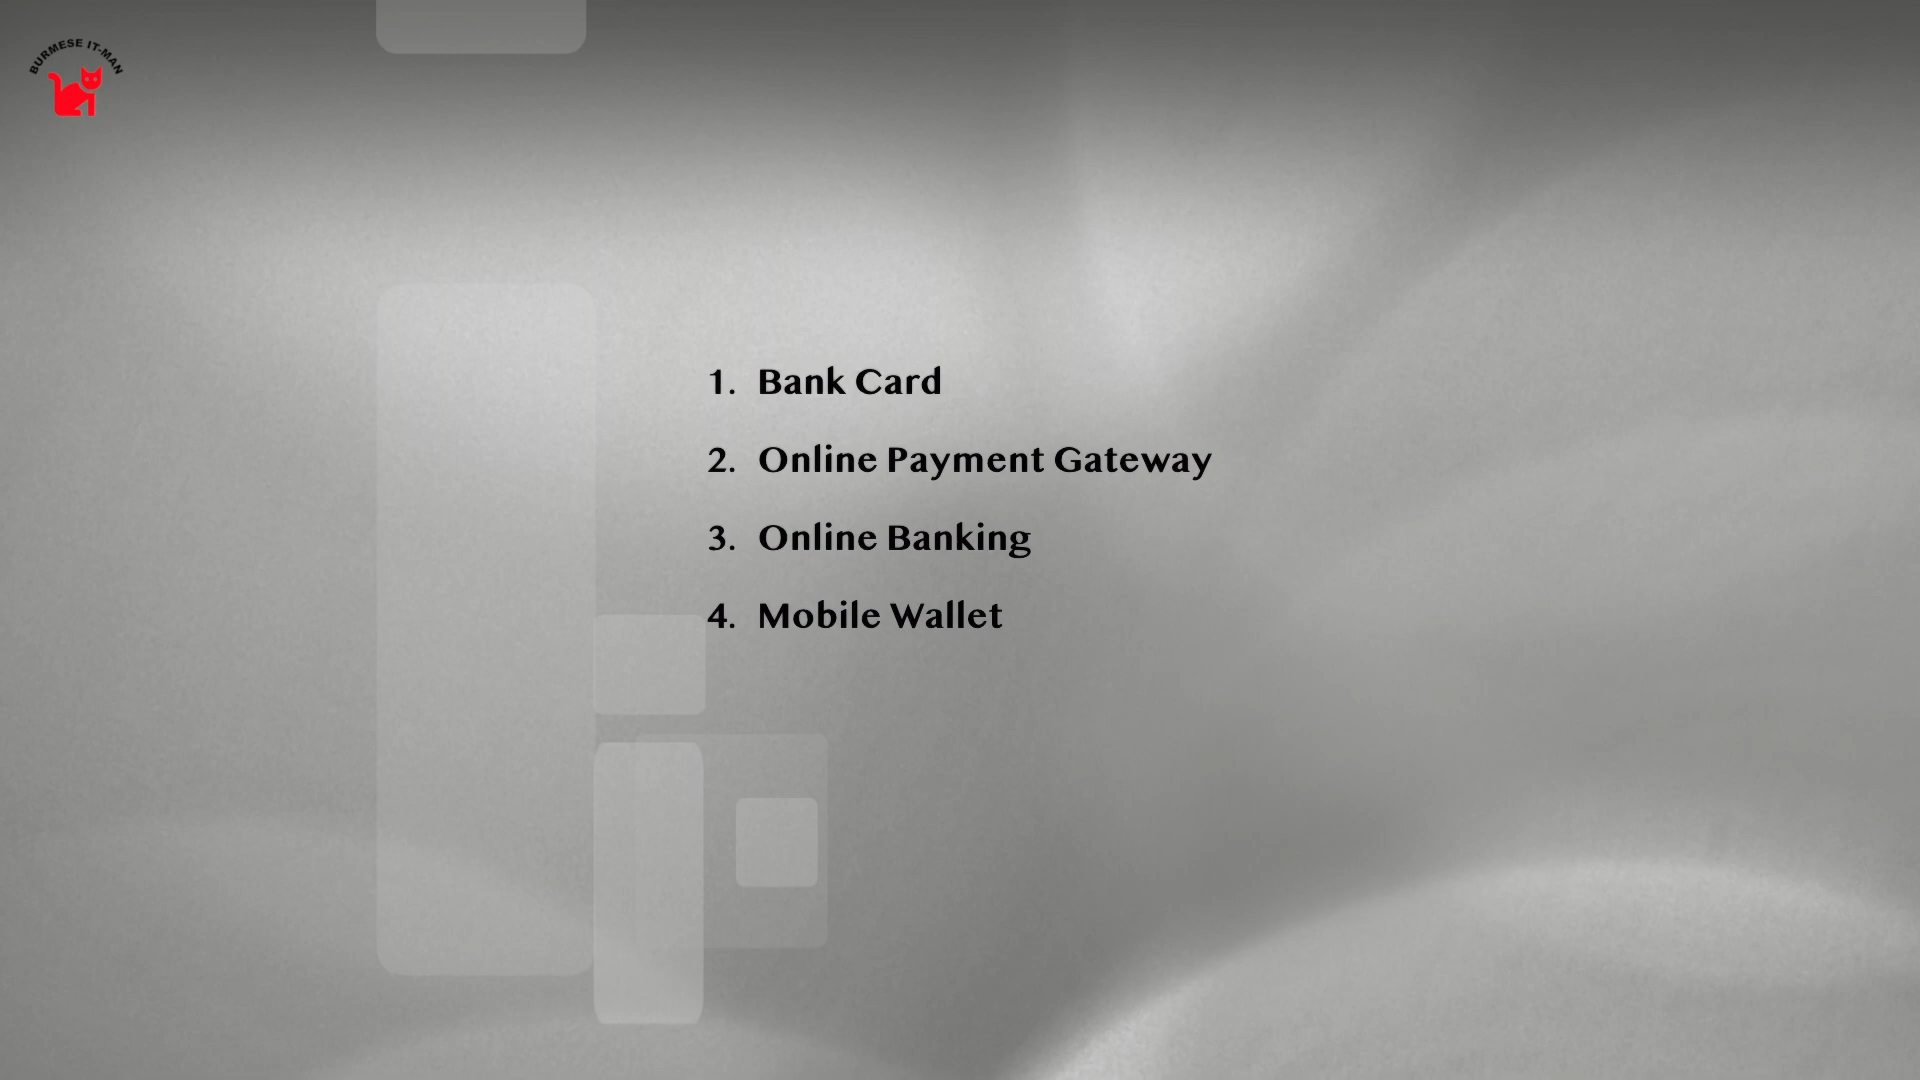 BURMESE IT-MAN
1. Bank Card
2. Online Payment Gateway
3. Online Banking
4. Mobile Wallet